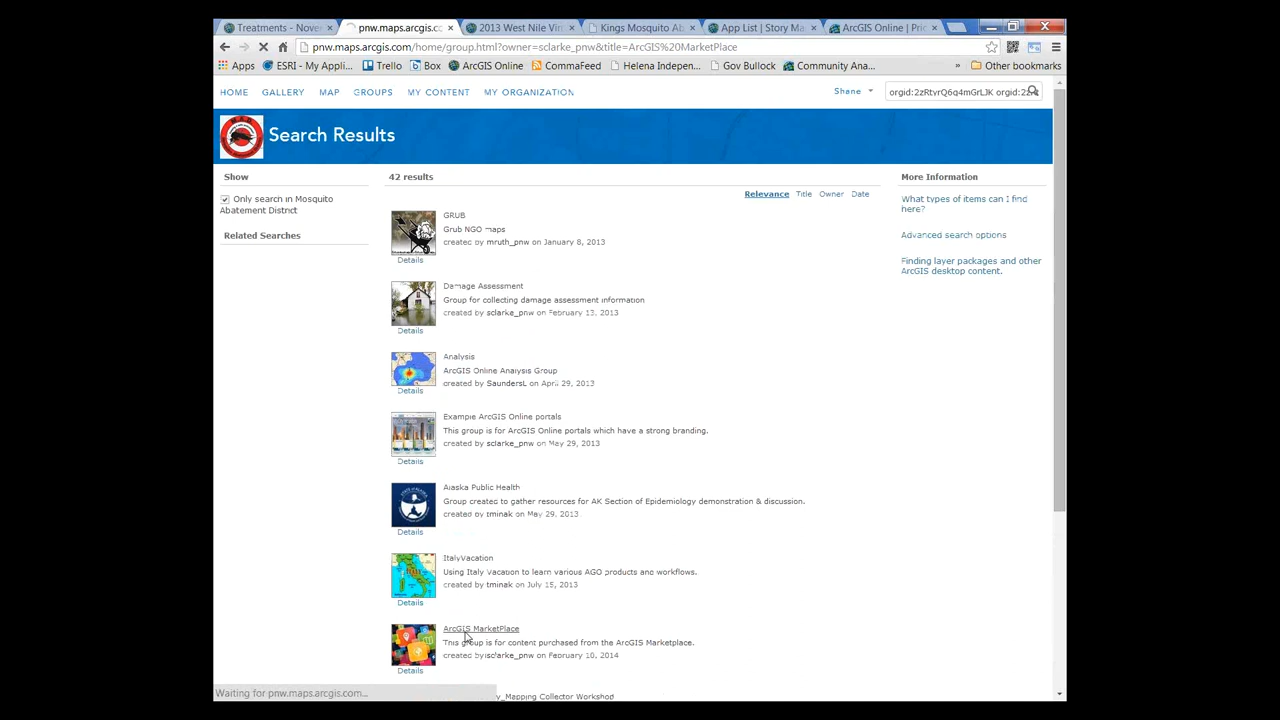 Treatments - Nover
pnw.maps.arcgis.co
2013 West Nile Vir
Kings Mosquito Ab
App List | Story Ma
ArcGIS Online | Pric
pnw.maps.arcgis.com/home/group.html?owner=sclarke_pnw&title=ArcGIS%20MarketPlace
Apps
ESRI - My Appli...
Trello
Box
ArcGIS Online
CommaFeed
Helena Indepen...
Gov Bullock
Community Ana...
»
Other bookmarks
HOME GALLERY MAP GROUPS MY CONTENT MY ORGANIZATION
Shane
Search Results
Show
Only search in Mosquito
Abatement District
Related Searches
42 results
Relevance Title Owner Date
GRUB
Grub NGO maps
created by mruth_pnw on January 8, 2013
Details
Damage Assessment
Group for collecting damage assessment information
created by sclarke_pnw on February 13, 2013
Details
Analysis
ArcGIS Online Analysis Group
created by SaundersL on April 29, 2013
Details
Example ArcGIS Online portals
This group is for ArcGIS Online portals which have a strong branding.
created by sclarke_pnw on May 29, 2013
Details
Alaska Public Health
Group created to gather resources for AK Section of Epidemiology demonstration & discussion.
created by tminak on May 29, 2013
Details
ItalyVacation
Using Italy Vacation to learn various AGO products and workflows.
created by tminak on July 15, 2013
Details
ArcGIS MarketPlace
This group is for content purchased from the ArcGIS Marketplace.
created by sclarke_pnw on February 10, 2014
Details
y_Mapping Collector Workshop
More Information
What types of items can I find
here?
Advanced search options
Finding layer packages and other
ArcGIS desktop content.
Waiting for pnw.maps.arcgis.com...